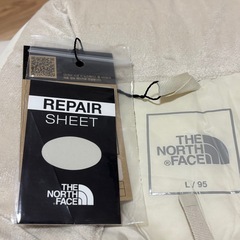 REPAIR
SHEET
THE
NORTH
FACE
THE
NORTH
FACE
L / 95